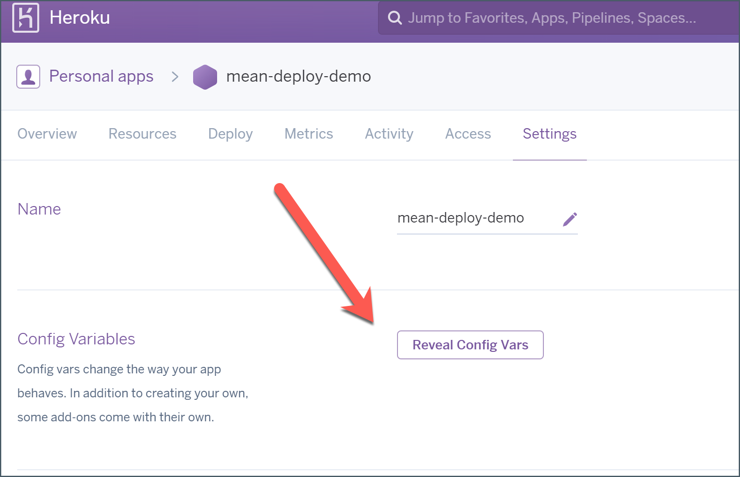 Heroku
Jump to Favorites, Apps, Pipelines, Spaces...
Personal apps > mean-deploy-demo
Overview Resources Deploy Metrics Activity Access Settings
Name
mean-deploy-demo
Config Variables
Reveal Config Vars
Config vars change the way your app
behaves. In addition to creating your own,
some add-ons come with their own.